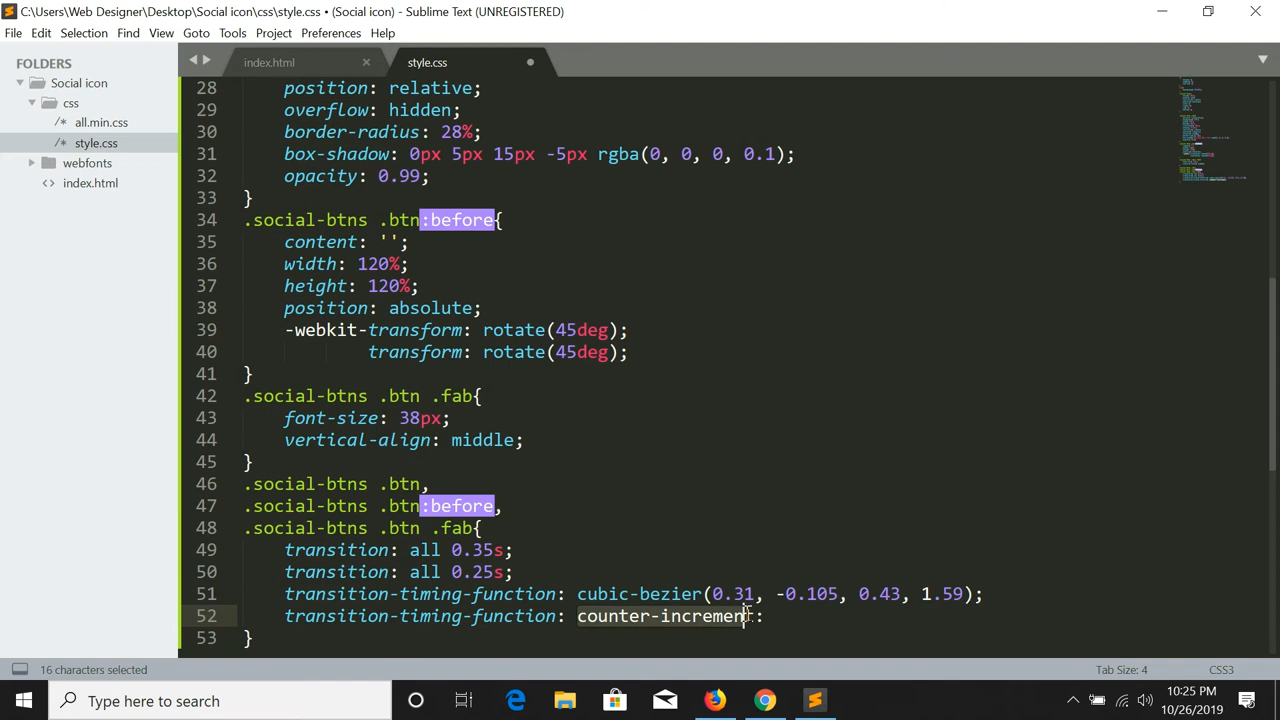 C:\Users\Web Designer\Desktop\Social icon\css\style.css • (Social icon) - Sublime Text (UNREGISTERED)
File Edit Selection Find View Goto Tools Project Preferences Help
FOLDERS
Social icon
css
/* all.min.css
/* style.css
webfonts
<> index.html
index.html
style.css
28 position: relative;
29 overflow: hidden;
30 border-radius: 28%;
31 box-shadow: 0px 5px 15px -5px rgba(0, 0, 0, 0.1);
32 opacity: 0.99;
33 }
34 .social-btns .btn:before{
35 content: '';
36 width: 120%;
37 height: 120%;
38 position: absolute;
39 -webkit-transform: rotate(45deg);
40 transform: rotate(45deg);
41 }
42 .social-btns .btn .fab{
43 font-size: 38px;
44 vertical-align: middle;
45 }
46 .social-btns .btn,
47 .social-btns .btn:before,
48 .social-btns .btn .fab{
49 transition: all 0.35s;
50 transition: all 0.25s;
51 transition-timing-function: cubic-bezier(0.31, -0.105, 0.43, 1.59);
52 transition-timing-function: counter-increment:
53 }
16 characters selected
Tab Size: 4
CSS3
Type here to search
10:25 PM
10/26/2019